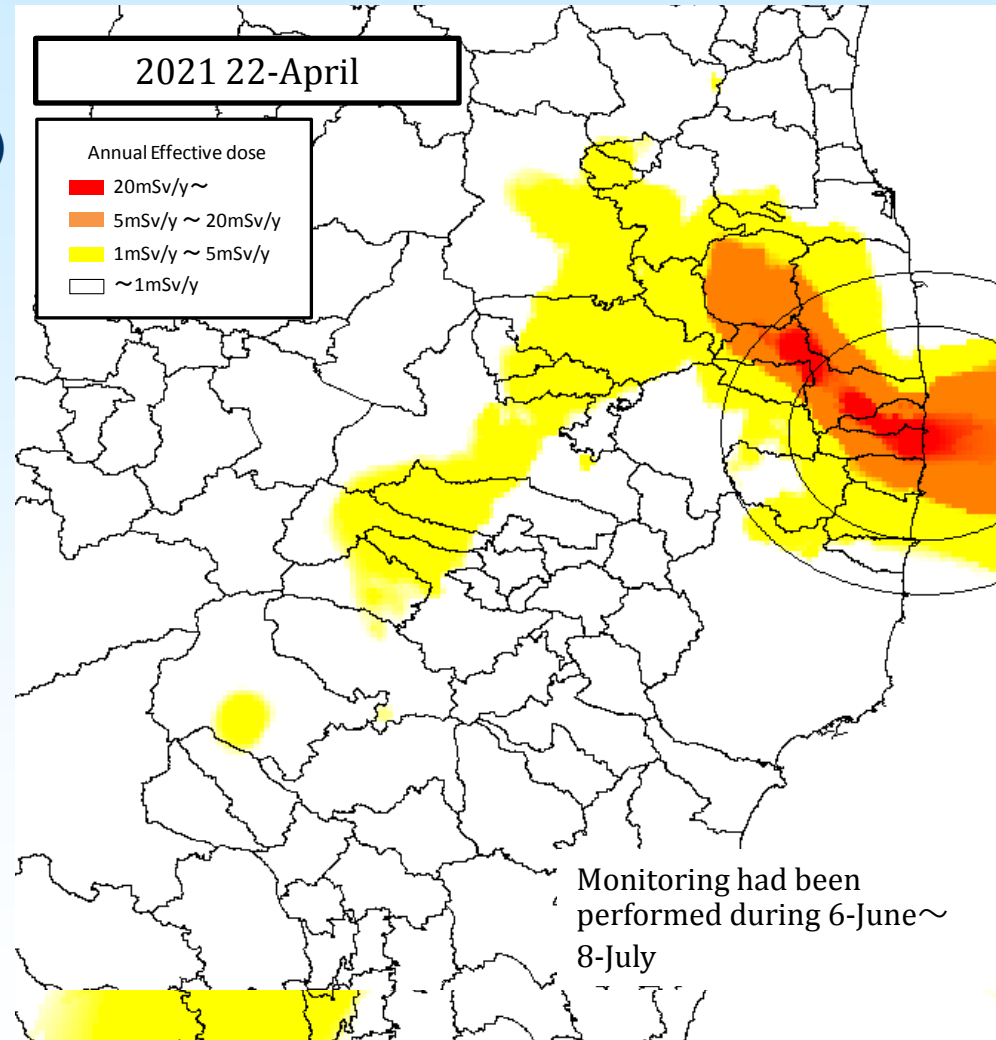 2021 22-April
Annual Effective dose
20mSv/y～
5mSv/y ～ 20mSv/y
1mSv/y ～ 5mSv/y
～1mSv/y
Monitoring had been
performed during 6-June～
8-July